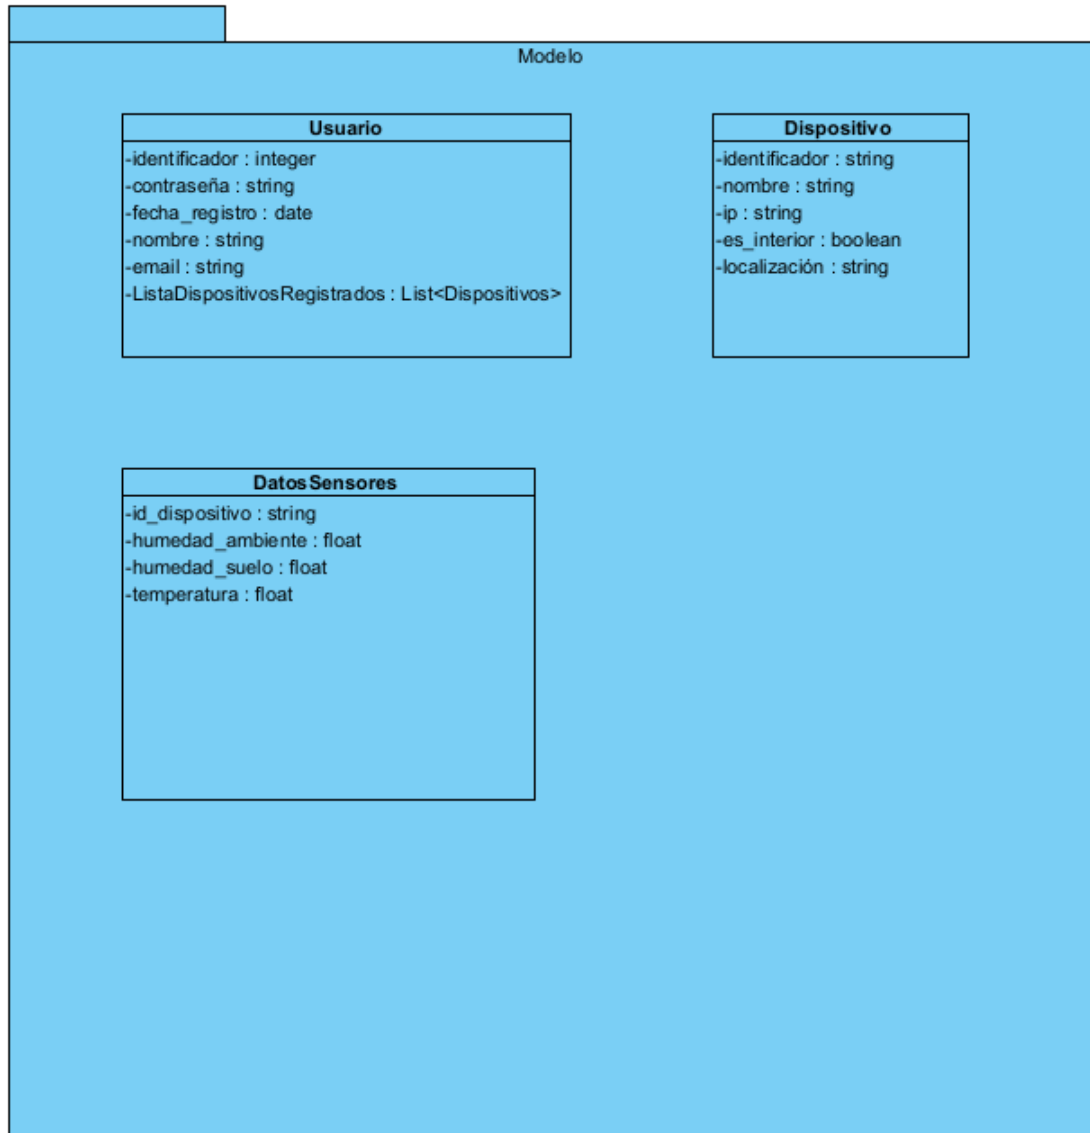 Modelo
Usuario
-identificador : integer
-contraseña : string
-fecha_registro : date
-nombre : string
-email : string
-ListaDispositivosRegistrados : List<Dispositivos>
Dispositivo
-identificador : string
-nombre : string
-ip : string
-es_interior : boolean
-localización : string
DatosSensores
-id_dispositivo : string
-humedad_ambiente : float
-humedad_suelo : float
-temperatura : float